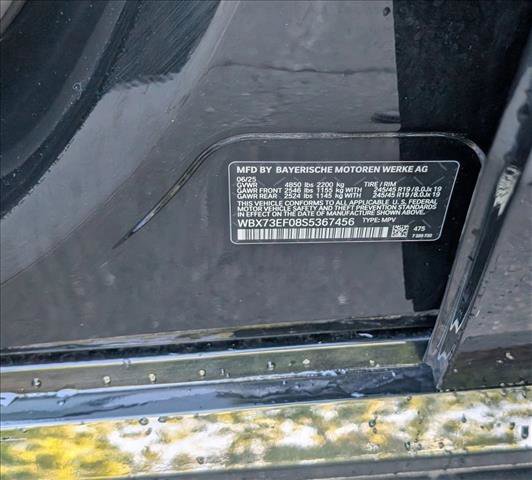 MFD BY BAYERISCHE MOTOREN WERKE AG
06/25
GVWR 4850 lbs 2200 kg TIRE / RIM
GAWR FRONT 2546 lbs 1155 kg WITH 245/45 R19 / 8.0Jx 19
GAWR REAR 2524 lbs 1145 kg WITH 245/45 R19 / 8.0Jx 19
THIS VEHICLE CONFORMS TO ALL APPLICABLE U. S. FEDERAL
MOTOR VEHICLE SAFETY AND THEFT PREVENTION STANDARDS
IN EFFECT ON THE DATE OF MANUFACTURE SHOWN ABOVE.
WBX73EF08S5367456 TYPE: MPV
475